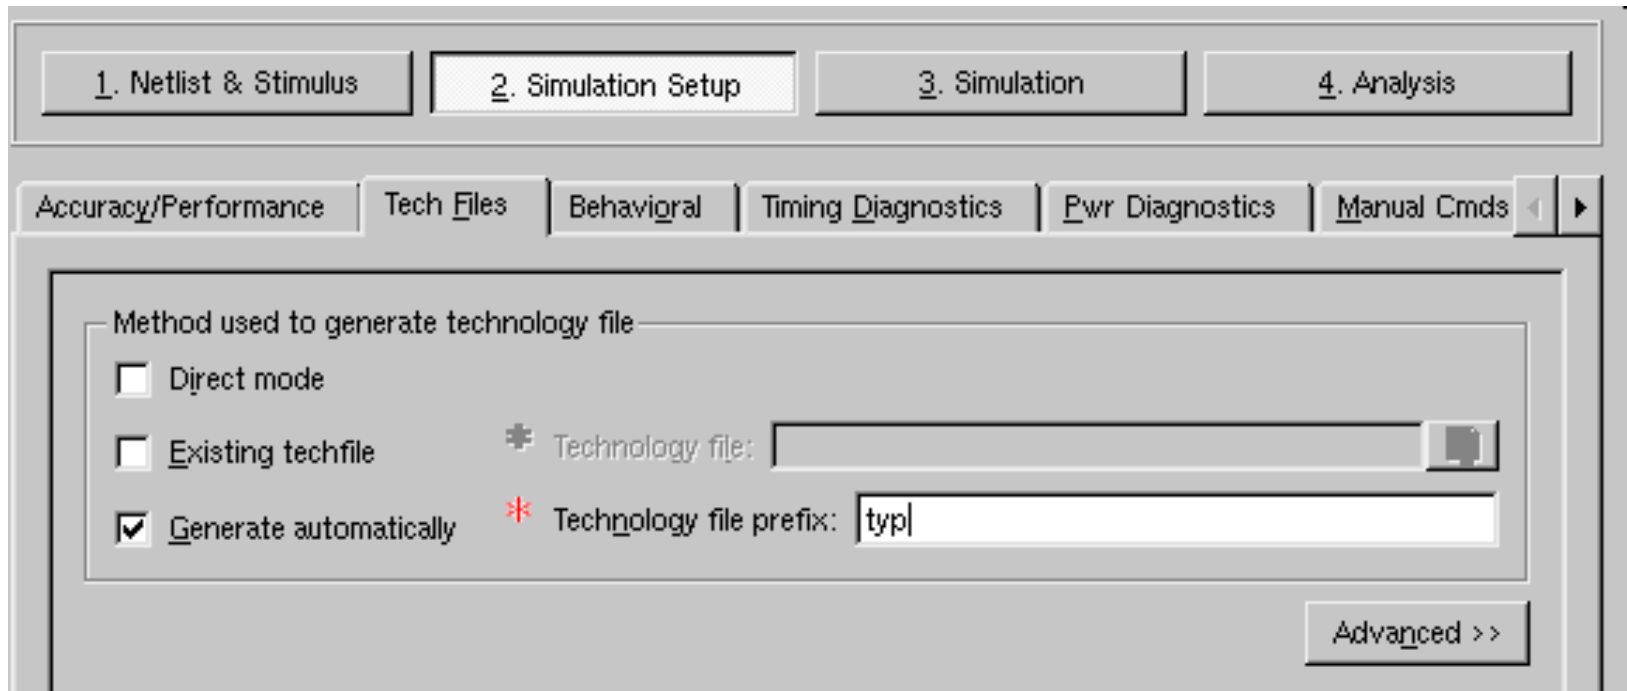 1. Netlist & Stimulus 2. Simulation Setup 3. Simulation 4. Analysis
Accuracy/Performance Tech Files Behavioral Timing Diagnostics Pwr Diagnostics Manual Cmds
Method used to generate technology file
Direct mode
Existing techfile * Technology file:
Generate automatically * Technology file prefix: typ
Advanced >>